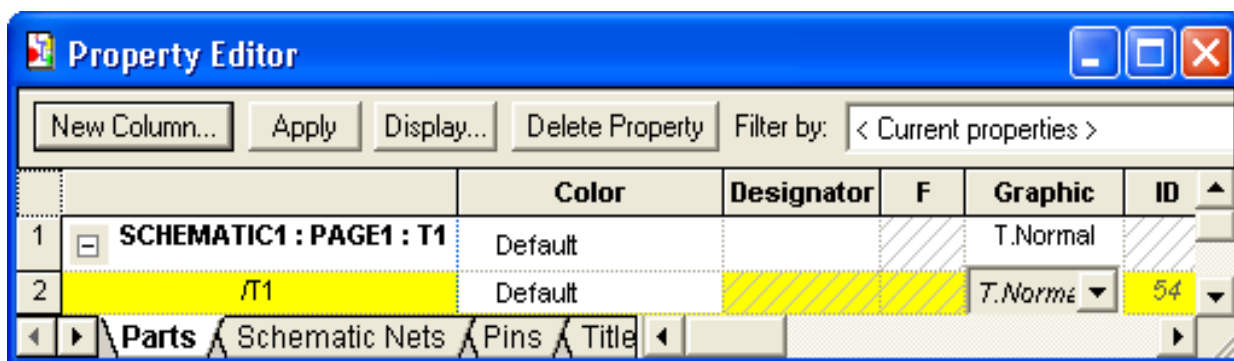 Property Editor
New Column... Apply Display... Delete Property Filter by: < Current properties >
Color Designator F Graphic ID
1 SCHEMATIC1 : PAGE1 : T1 Default T.Normal
2 /T1 Default T.Norma 54
Parts Schematic Nets Pins Title